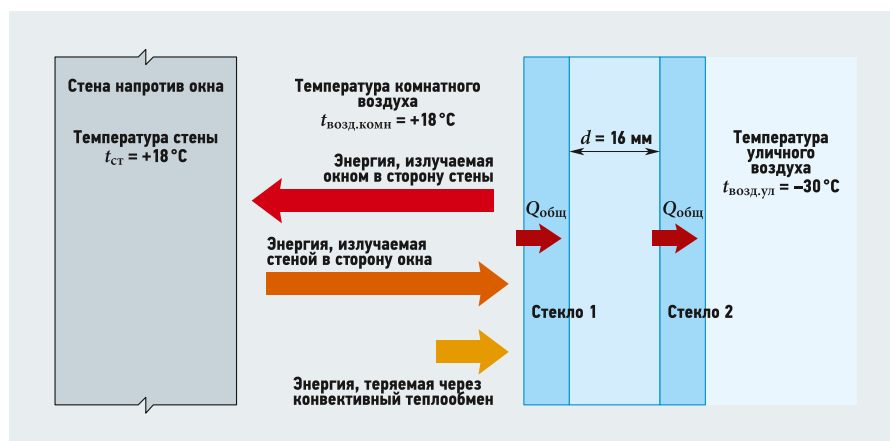 Стена напротив окна
Температура стены
tст = +18 °C
Температура комнатного
воздуха
tвозд.комн = +18°C
Энергия, излучаемая
окном в сторону стены
Энергия, излучаемая
стеной в сторону окна
Энергия, теряемая через
конвективный теплообмен
d = 16 мм
Qобщ
Qобщ
Стекло 1
Стекло 2
Температура
уличного
воздуха
tвозд.ул = –30 °C